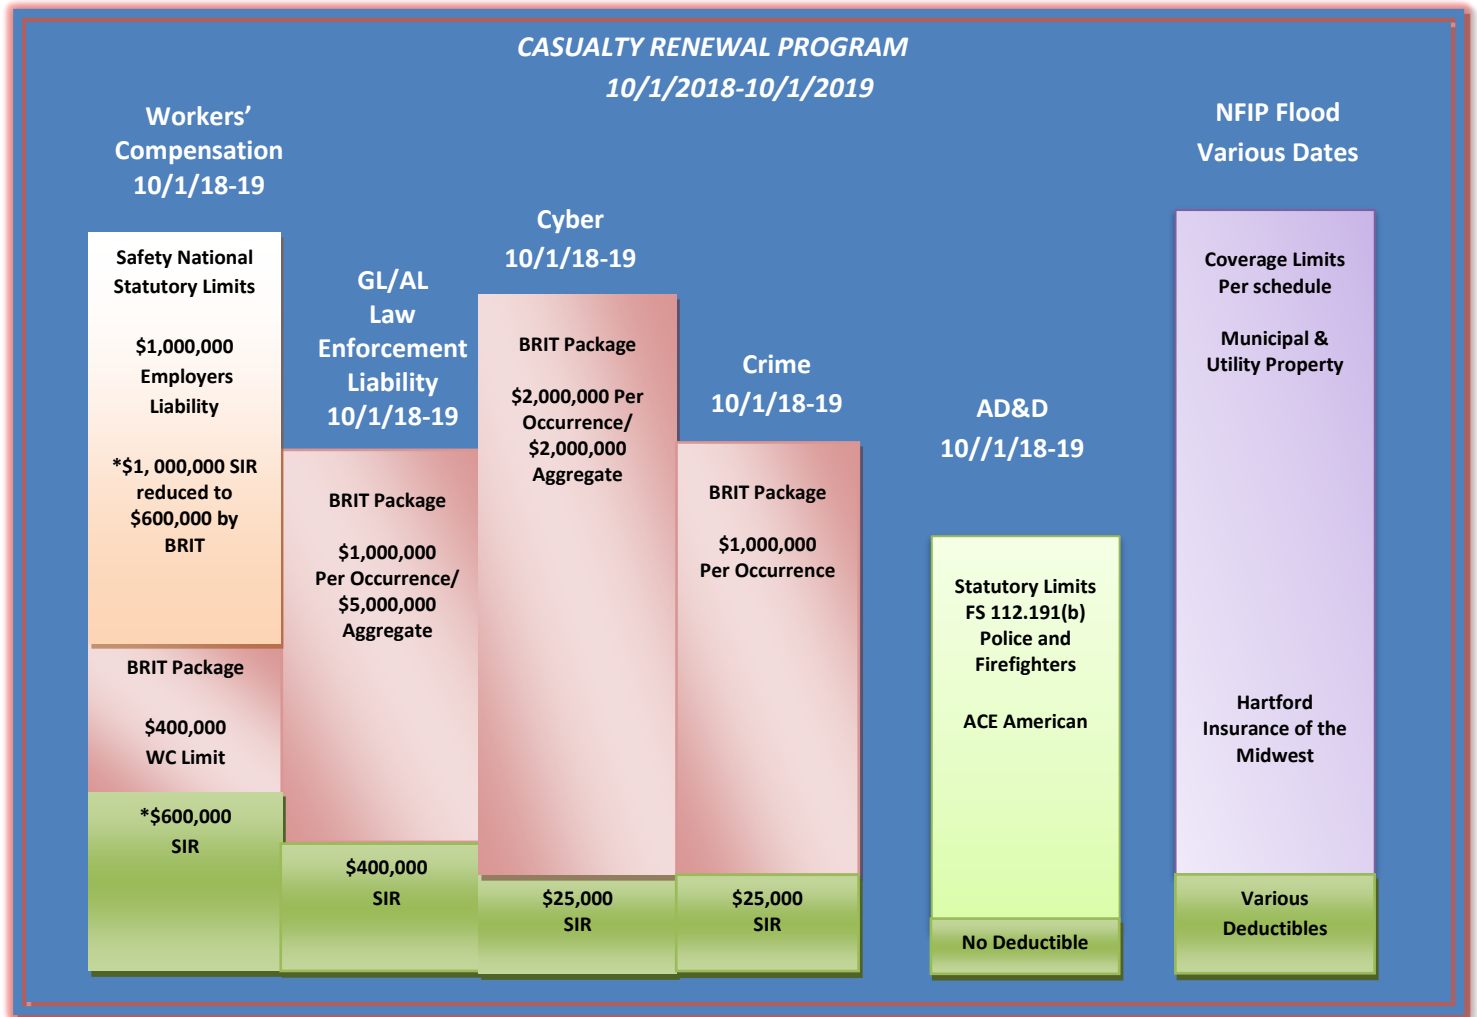 CASUALTY RENEWAL PROGRAM
10/1/2018-10/1/2019
Workers’
Compensation
10/1/18-19
Safety National
Statutory Limits
$1,000,000
Employers
Liability
*$1, 000,000 SIR
reduced to
$600,000 by
BRIT
BRIT Package
$400,000
WC Limit
*$600,000
SIR
GL/AL
Law
Enforcement
Liability
10/1/18-19
BRIT Package
$1,000,000
Per Occurrence/
$5,000,000
Aggregate
$400,000
SIR
Cyber
10/1/18-19
BRIT Package
$2,000,000 Per
Occurrence/
$2,000,000
Aggregate
$25,000
SIR
Crime
10/1/18-19
BRIT Package
$1,000,000
Per Occurrence
$25,000
SIR
AD&D
10//1/18-19
Statutory Limits
FS 112.191(b)
Police and
Firefighters
ACE American
No Deductible
NFIP Flood
Various Dates
Coverage Limits
Per schedule
Municipal &
Utility Property
Hartford
Insurance of the
Midwest
Various
Deductibles